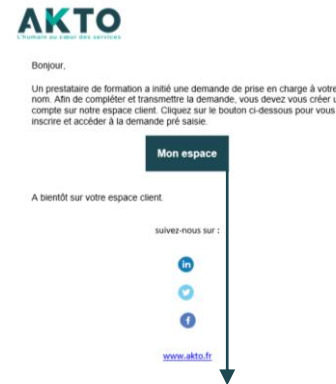 AKTO
L'humain au cœur des services
Bonjour,
Un prestataire de formation a initié une demande de prise en charge à votre
nom. Afin de compléter et transmettre la demande, vous devez vous créer u
compte sur notre espace client. Cliquez sur le bouton ci-dessous pour vous
inscrire et accéder à la demande pré saisie.
Mon espace
A bientôt sur votre espace client.
suivez-nous sur :
in
f
www.akto.fr